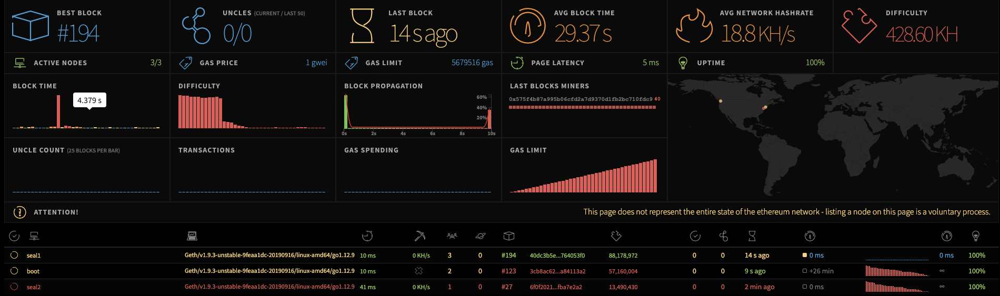 BEST BLOCK
#194
UNCLES (CURRENT / LAST 50)
0/0
LAST BLOCK
14 s ago
AVG BLOCK TIME
29.37 s
AVG NETWORK HASHRATE
18.8 KH/s
DIFFICULTY
428.60 KH
ACTIVE NODES 3/3
GAS PRICE 1 gwei
GAS LIMIT 5679516 gas
PAGE LATENCY 5 ms
UPTIME 100%
BLOCK TIME
4.379 s
DIFFICULTY
BLOCK PROPAGATION
60%
40%
20%
0s 2s 4s 6s 8s 10s
LAST BLOCKS MINERS
0x575f4b87a995b06cfd2a7d9370d1fb2bc710fdc9 40
UNCLE COUNT (25 BLOCKS PER BAR)
TRANSACTIONS
GAS SPENDING
GAS LIMIT
ATTENTION! This page does not represent the entire state of the ethereum network - listing a node on this page is a voluntary process.
seal1 Geth/v1.9.3-unstable-9feaa1dc-20190916/linux-amd64/go1.12.9 10 ms 0 KH/s 3 0 #194 40dc3b5e...764053f0 88,178,972 0 0 14 s ago 0 ms 0 ms 100%
boot Geth/v1.9.3-unstable-9feaa1dc-20190916/linux-amd64/go1.12.9 10 ms 2 0 #123 3cb8ac62...a84113a2 57,160,004 0 0 9 s ago +26 min ∞ 100%
seal2 Geth/v1.9.3-unstable-9feaa1dc-20190916/linux-amd64/go1.12.9 41 ms 0 KH/s 1 0 #27 6f0f2021...fba7e2a2 13,490,430 0 0 2 min ago 0 ms ∞ 100%